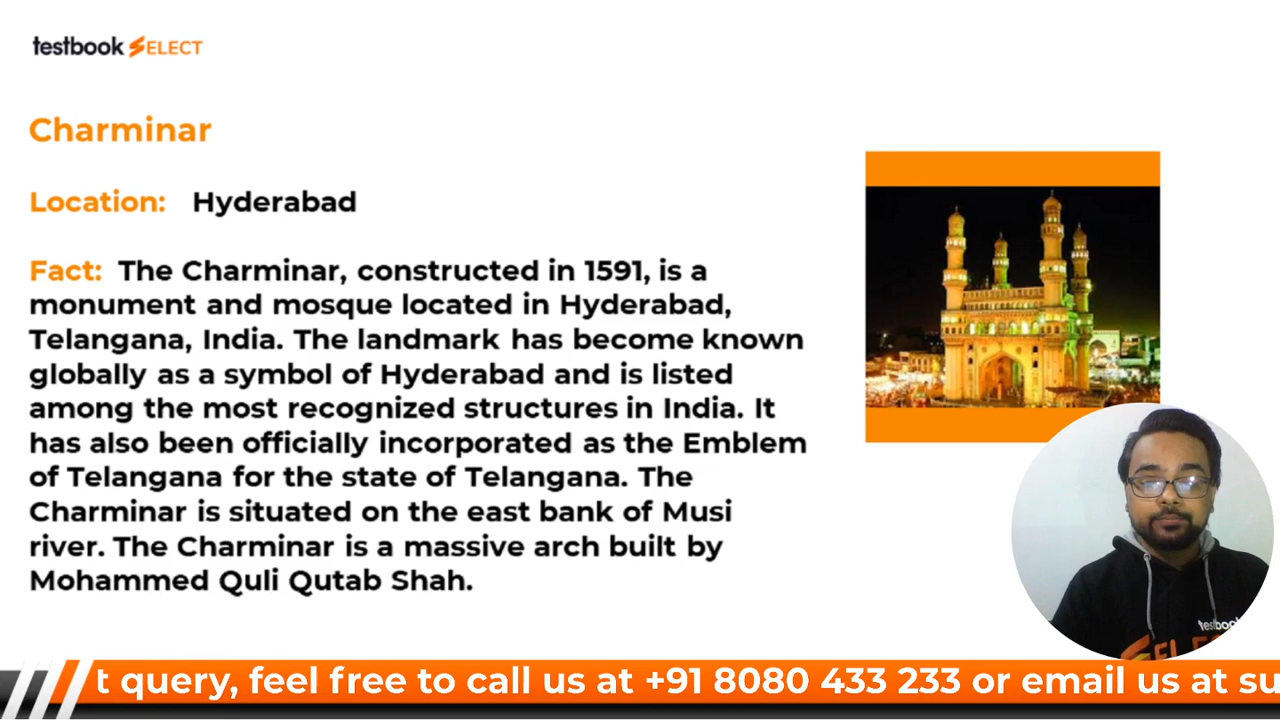 testbook SELECT
Charminar
Location: Hyderabad
Fact: The Charminar, constructed in 1591, is a
monument and mosque located in Hyderabad,
Telangana, India. The landmark has become known
globally as a symbol of Hyderabad and is listed
among the most recognized structures in India. It
has also been officially incorporated as the Emblem
of Telangana for the state of Telangana. The
Charminar is situated on the east bank of Musi
river. The Charminar is a massive arch built by
Mohammed Quli Qutab Shah.
testbook
SELEC
t query, feel free to call us at +91 8080 433 233 or email us at su